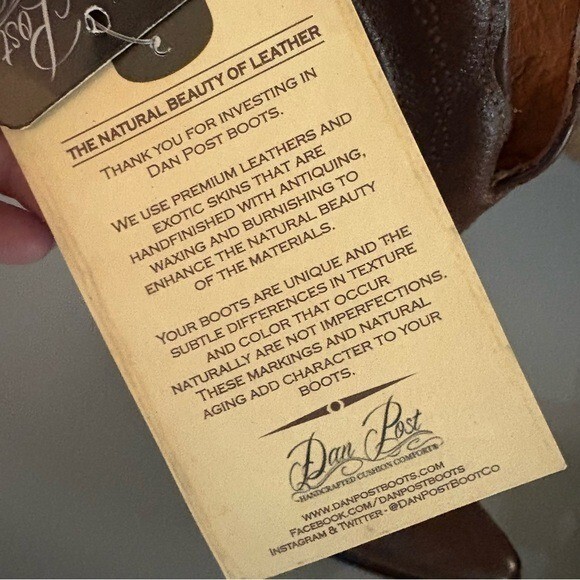 Post
THE NATURAL BEAUTY OF LEATHER
THANK YOU FOR INVESTING IN
DAN POST BOOTS.
WE USE PREMIUM LEATHERS AND
EXOTIC SKINS THAT ARE
HANDFINISHED WITH ANTIQUING,
WAXING AND BURNISHING TO
ENHANCE THE NATURAL BEAUTY
OF THE MATERIALS.
YOUR BOOTS ARE UNIQUE AND THE
SUBTLE DIFFERENCES IN TEXTURE
AND COLOR THAT OCCUR
NATURALLY ARE NOT IMPERFECTIONS.
THESE MARKINGS AND NATURAL
AGING ADD CHARACTER TO YOUR
BOOTS.
Dan Post
HANDCRAFTED CUSHION COMFORT®
WWW.DANPOSTBOOTS.COM
FACEBOOK.COM/DANPOSTBOOTS
INSTAGRAM & TWITTER - @DANPOSTBOOTCO